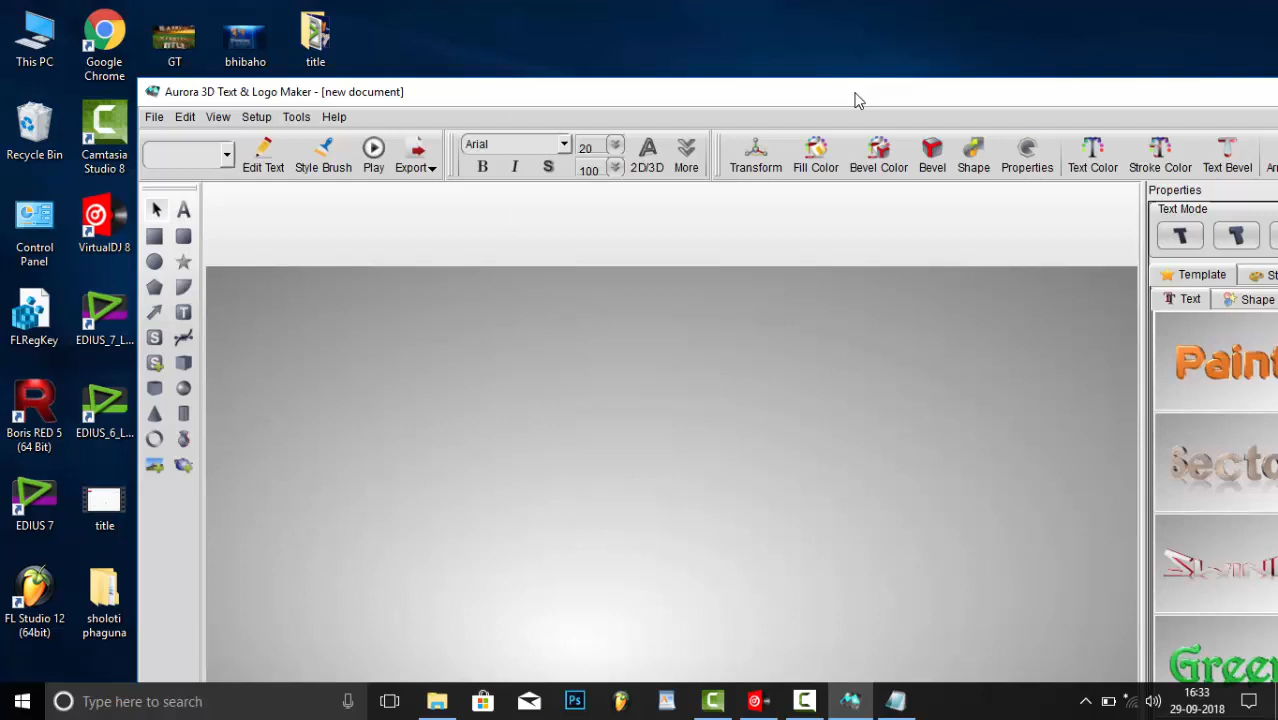 This PC
Google Chrome
GT
bhibaho
title
Recycle Bin
Camtasia Studio 8
Control Panel
VirtualDJ 8
FLRegKey
EDIUS_7_L...
Boris RED 5 (64 Bit)
EDIUS_6_L...
EDIUS 7
title
FL Studio 12 (64bit)
sholoti phaguna
Aurora 3D Text & Logo Maker - [new document]
File Edit View Setup Tools Help
Edit Text Style Brush Play Export
Arial 20
B I S 100 2D/3D More
Transform Fill Color Bevel Color Bevel Shape Properties Text Color Stroke Color Text Bevel
Properties
Text Mode
Template
Text Shape
Paint
Secto
Swin
Green
Type here to search
16:33
29-09-2018